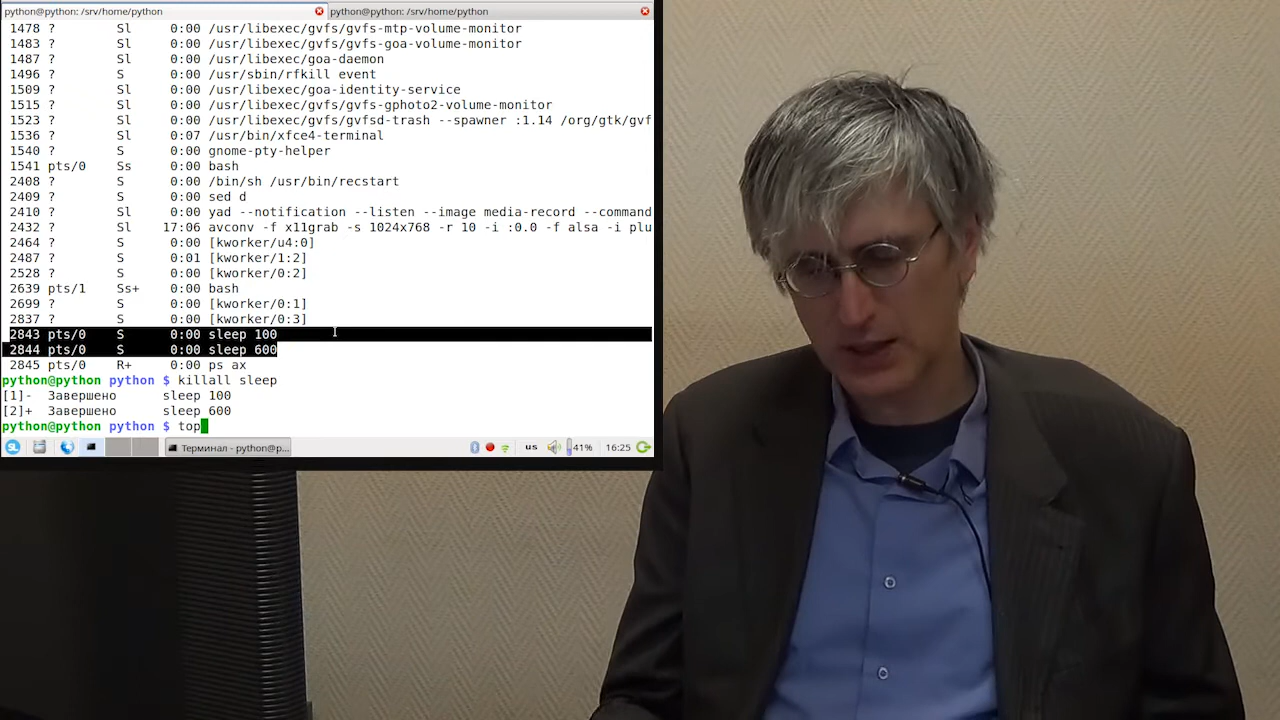 python@python: /srv/home/python
python@python: /srv/home/python
1478 ? Sl 0:00 /usr/libexec/gvfs/gvfs-mtp-volume-monitor
1483 ? Sl 0:00 /usr/libexec/gvfs/gvfs-goa-volume-monitor
1487 ? Sl 0:00 /usr/libexec/goa-daemon
1496 ? S 0:00 /usr/sbin/rfkill event
1509 ? Sl 0:00 /usr/libexec/goa-identity-service
1515 ? Sl 0:00 /usr/libexec/gvfs/gvfs-gphoto2-volume-monitor
1523 ? Sl 0:00 /usr/libexec/gvfs/gvfsd-trash --spawner :1.14 /org/gtk/gvf
1536 ? Sl 0:07 /usr/bin/xfce4-terminal
1540 ? S 0:00 gnome-pty-helper
1541 pts/0 Ss 0:00 bash
2408 ? S 0:00 /bin/sh /usr/bin/recstart
2409 ? S 0:00 sed d
2410 ? Sl 0:00 yad --notification --listen --image media-record --command
2432 ? Sl 17:06 avconv -f x11grab -s 1024x768 -r 10 -i :0.0 -f alsa -i plu
2464 ? S 0:00 [kworker/u4:0]
2487 ? S 0:01 [kworker/1:2]
2528 ? S 0:00 [kworker/0:2]
2639 pts/1 Ss+ 0:00 bash
2699 ? S 0:00 [kworker/0:1]
2837 ? S 0:00 [kworker/0:3]
2843 pts/0 S 0:00 sleep 100
2844 pts/0 S 0:00 sleep 600
2845 pts/0 R+ 0:00 ps ax
python@python python $ killall sleep
[1]- Завершено sleep 100
[2]+ Завершено sleep 600
python@python python $ top
Терминал - python@p... us 41% 16:25